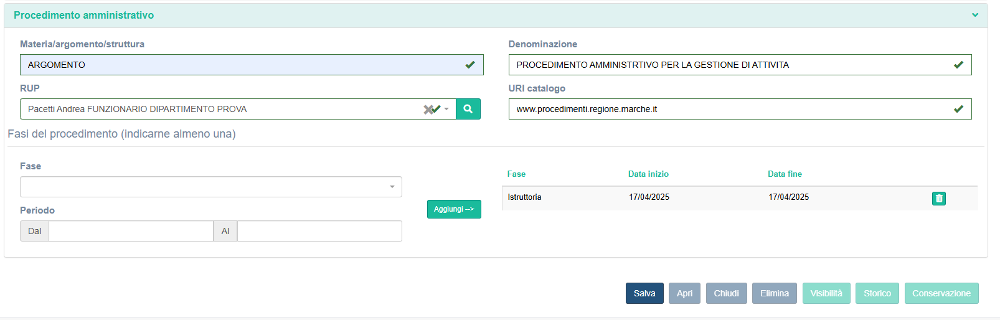 Procedimento amministrativo
Materia/argomento/struttura
Denominazione
ARGOMENTO
PROCEDIMENTO AMMINISTRTIVO PER LA GESTIONE DI ATTIVITA
RUP
URI catalogo
Pacetti Andrea FUNZIONARIO DIPARTIMENTO PROVA
www.procedimenti.regione.marche.it
Fasi del procedimento (indicarne almeno una)
Fase
Periodo
Dal
Al
Aggiungi -->
Fase Data inizio Data fine
Istruttoria 17/04/2025 17/04/2025
Salva Apri Chiudi Elimina Visibilità Storico Conservazione